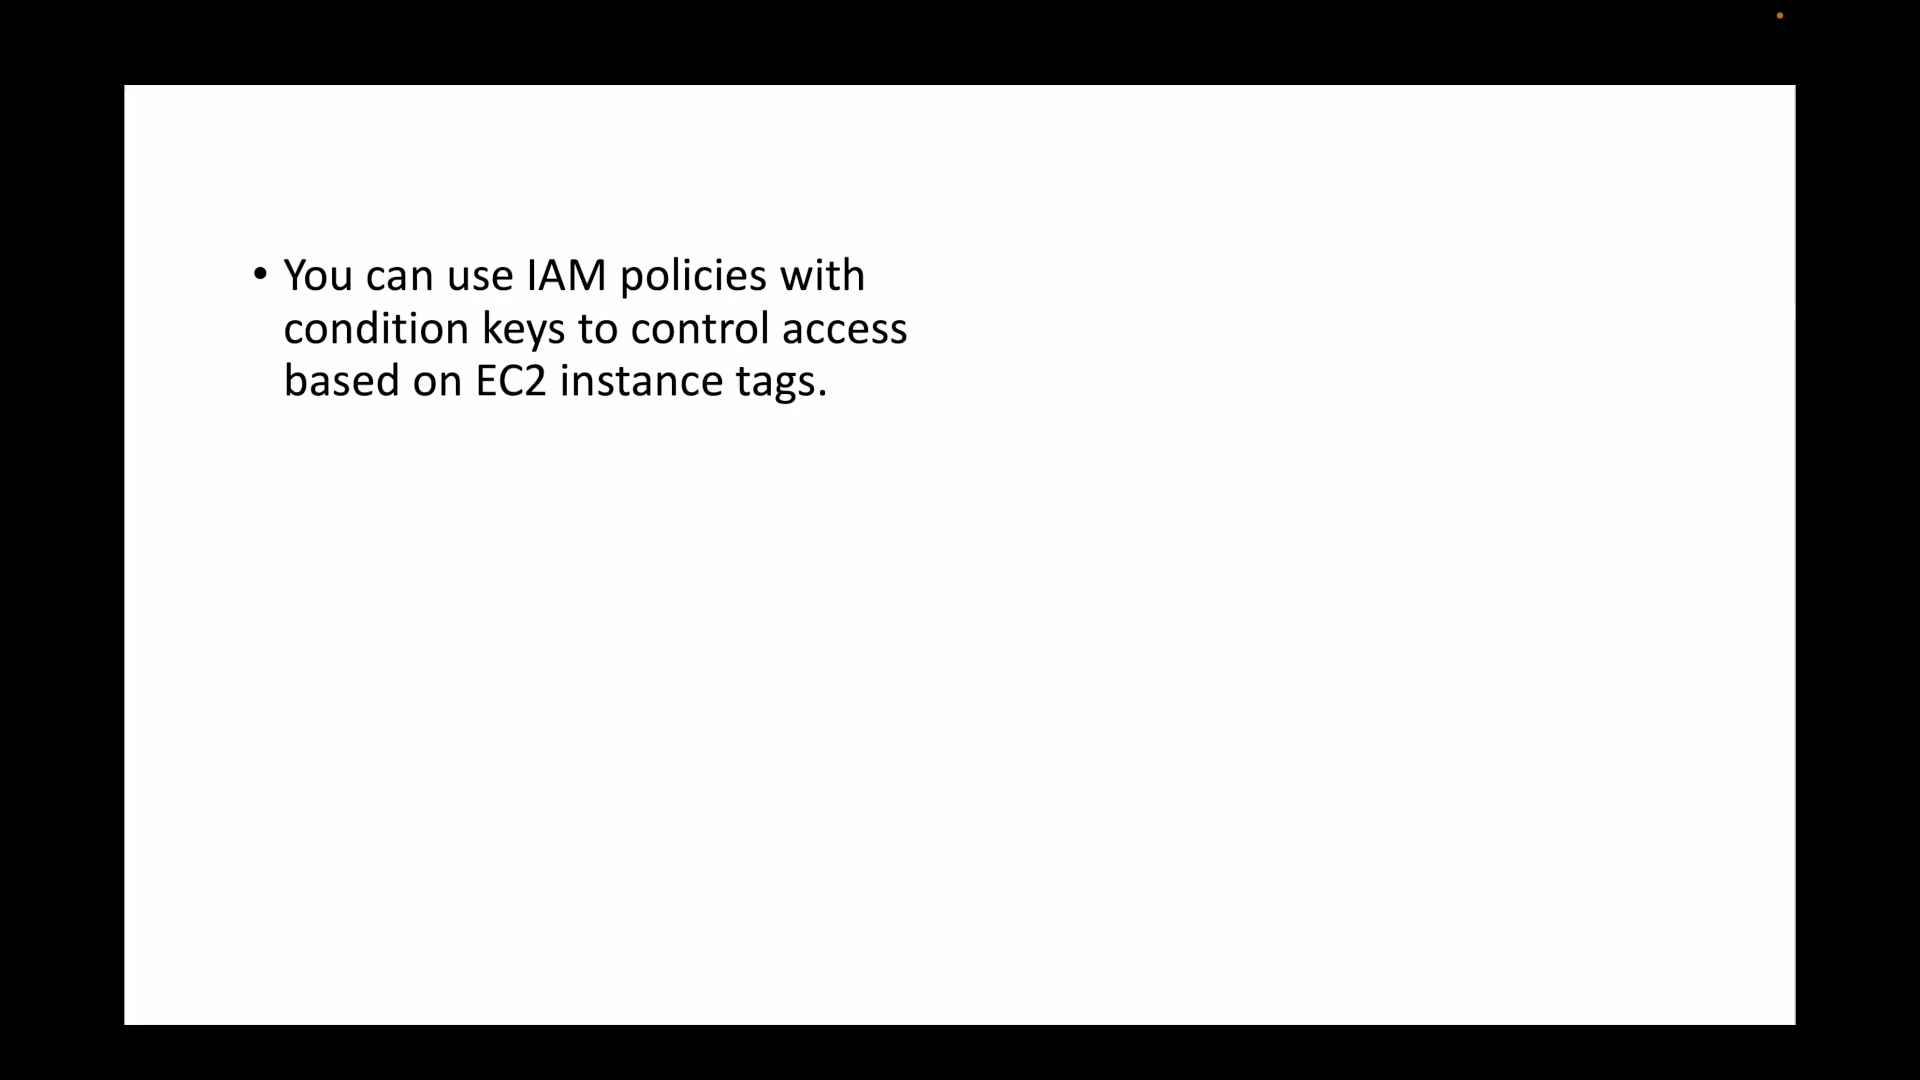 • You can use IAM policies with
condition keys to control access
based on EC2 instance tags.